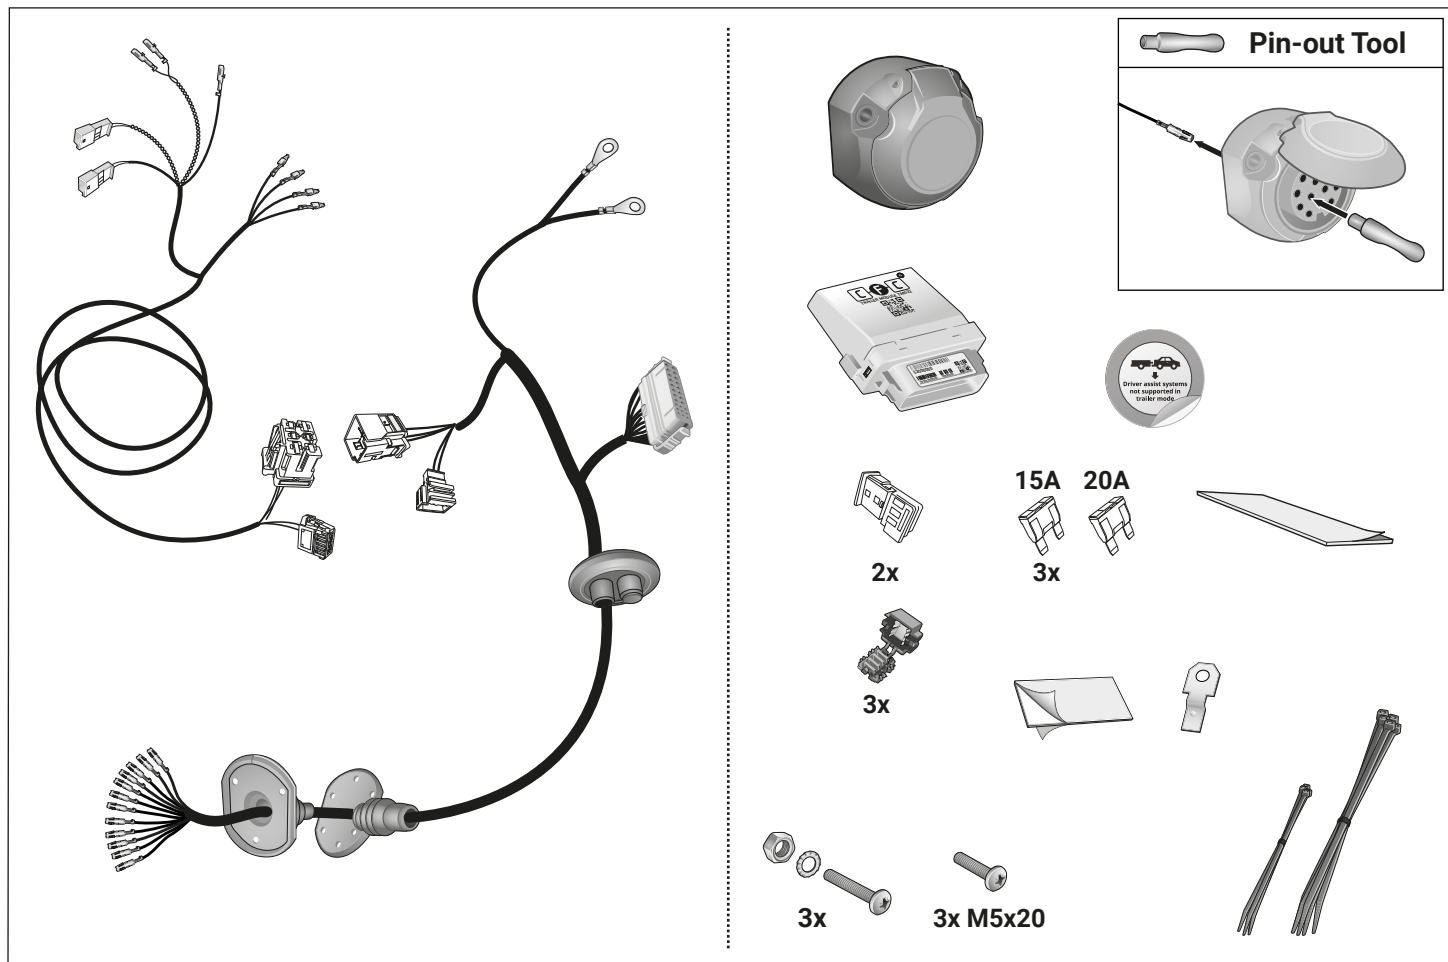 Pin-out Tool
C F C
Driver assist systems
not supported in
trailer mode
15A 20A
2x
3x
3x
3x
3x M5x20